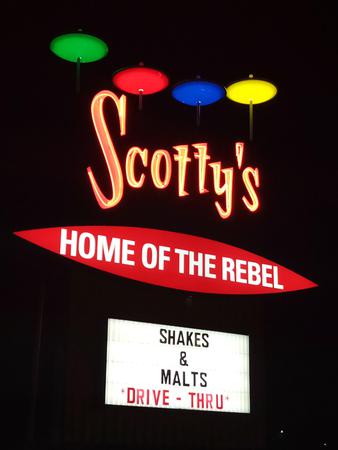 Scotty's
HOME OF THE REBEL
SHAKES
&
MALTS
*DRIVE - THRU*